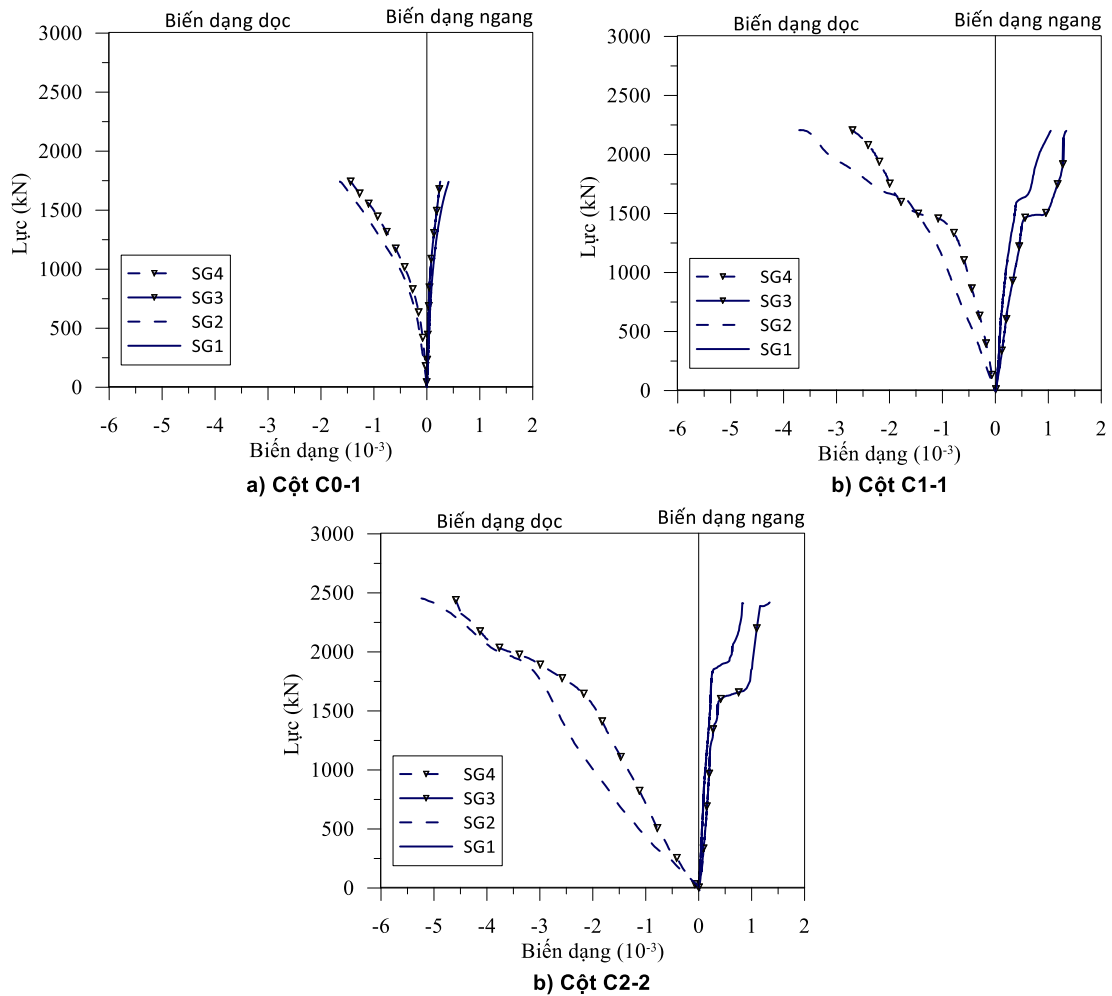 Biến dạng dọc
Biến dạng ngang
3000
2500
2000
1500
1000
500
0
Lực (kN)
SG4
SG3
SG2
SG1
-6 -5 -4 -3 -2 -1 0 1 2
Biến dạng (10⁻³)
a) Cột C0-1
Biến dạng dọc
Biến dạng ngang
3000
2500
2000
1500
1000
500
0
Lực (kN)
SG4
SG3
SG2
SG1
-6 -5 -4 -3 -2 -1 0 1 2
Biến dạng (10⁻³)
b) Cột C1-1
Biến dạng dọc
Biến dạng ngang
3000
2500
2000
1500
1000
500
0
Lực (kN)
SG4
SG3
SG2
SG1
-6 -5 -4 -3 -2 -1 0 1 2
Biến dạng (10⁻³)
b) Cột C2-2